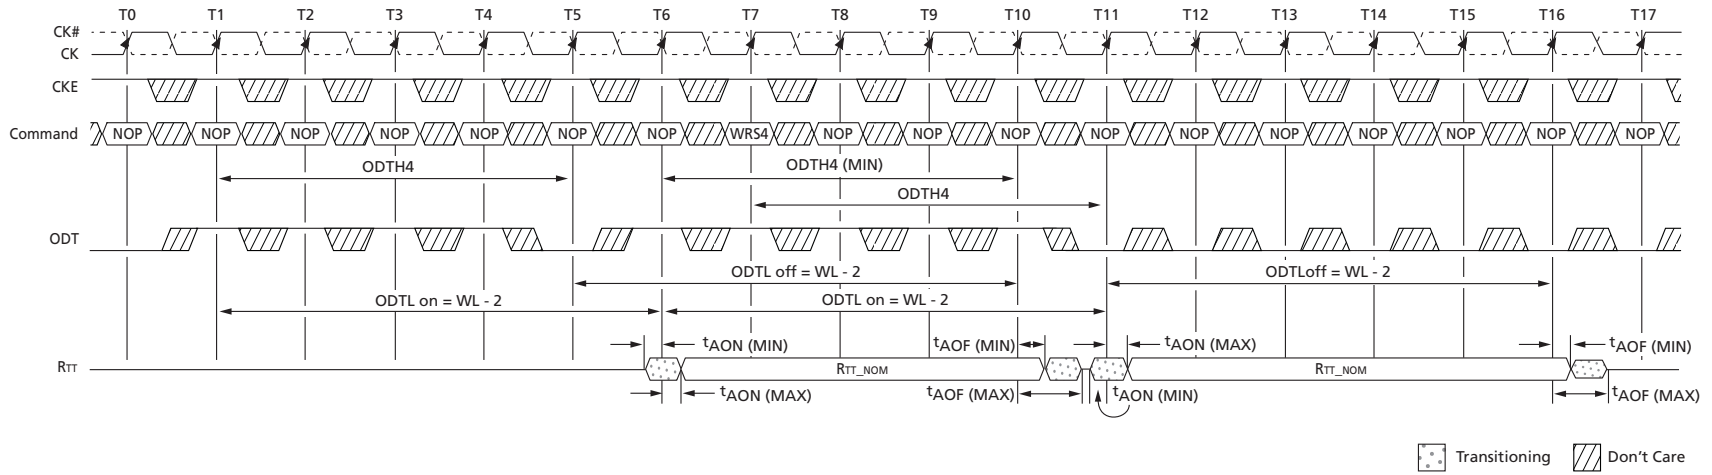 T0 T1 T2 T3 T4 T5 T6 T7 T8 T9 T10 T11 T12 T13 T14 T15 T16 T17
CK#
CK
CKE
Command NOP NOP NOP NOP NOP NOP NOP WRS4 NOP NOP NOP NOP NOP NOP NOP NOP NOP NOP
ODTH4 ODTH4 (MIN)
ODTH4
ODT
ODTL off = WL - 2 ODTLoff = WL - 2
ODTL on = WL - 2 ODTL on = WL - 2
tAON (MIN) tAOF (MIN) tAON (MAX) tAOF (MIN)
RTT RTT_NOM RTT_NOM
tAON (MAX) tAOF (MAX) tAON (MIN) tAOF (MAX)
Transitioning Don't Care